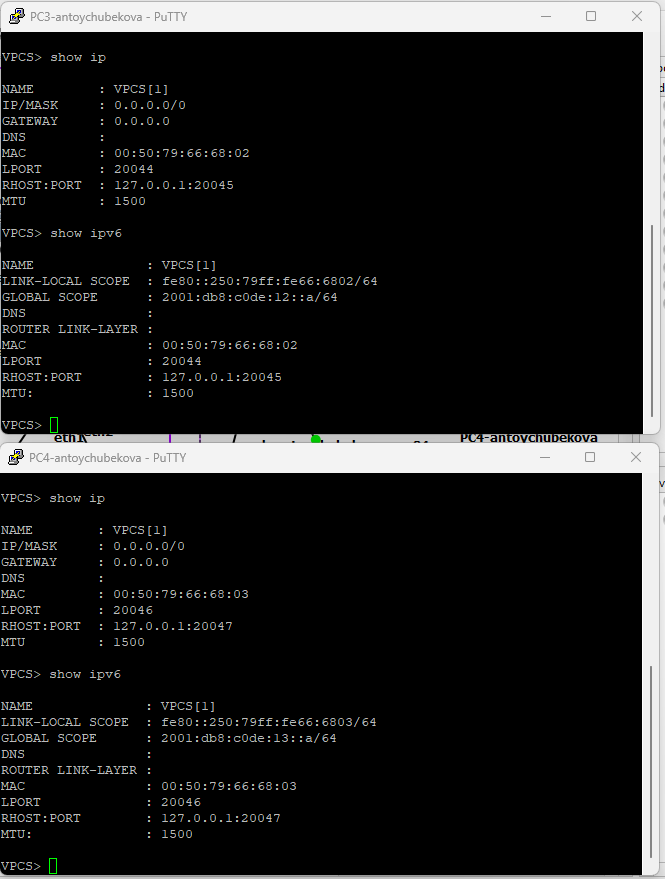 PC3-antoychubekova - PuTTY
VPCS> show ip
NAME        : VPCS[1]
IP/MASK     : 0.0.0.0/0
GATEWAY     : 0.0.0.0
DNS         :
MAC         : 00:50:79:66:68:02
LPORT       : 20044
RHOST:PORT  : 127.0.0.1:20045
MTU         : 1500
VPCS> show ipv6
NAME              : VPCS[1]
LINK-LOCAL SCOPE  : fe80::250:79ff:fe66:6802/64
GLOBAL SCOPE      : 2001:db8:c0de:12::a/64
DNS               :
ROUTER LINK-LAYER :
MAC               : 00:50:79:66:68:02
LPORT             : 20044
RHOST:PORT        : 127.0.0.1:20045
MTU:              : 1500
VPCS>
eth1 PC4-antoychubekova
PC4-antoychubekova - PuTTY
VPCS> show ip
NAME        : VPCS[1]
IP/MASK     : 0.0.0.0/0
GATEWAY     : 0.0.0.0
DNS         :
MAC         : 00:50:79:66:68:03
LPORT       : 20046
RHOST:PORT  : 127.0.0.1:20047
MTU         : 1500
VPCS> show ipv6
NAME              : VPCS[1]
LINK-LOCAL SCOPE  : fe80::250:79ff:fe66:6803/64
GLOBAL SCOPE      : 2001:db8:c0de:13::a/64
DNS               :
ROUTER LINK-LAYER :
MAC               : 00:50:79:66:68:03
LPORT             : 20046
RHOST:PORT        : 127.0.0.1:20047
MTU:              : 1500
VPCS>